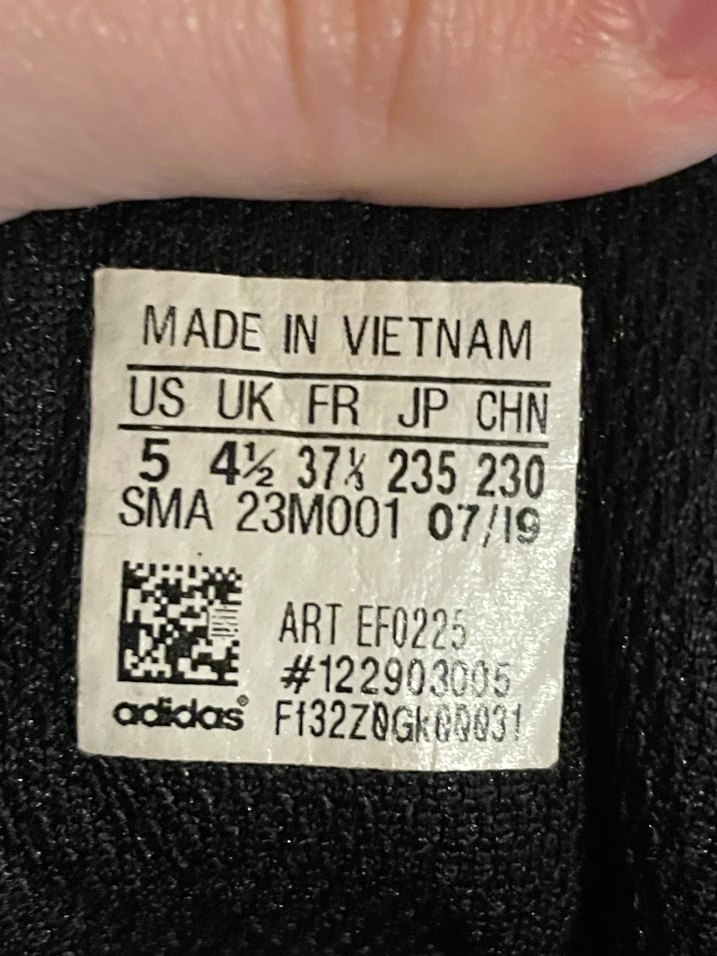 MADE IN VIETNAM
US UK FR JP CHN
5 4½ 37⅓ 235 230
SMA 23M001 07/19
ART EF0225
#122903005
adidas®
Ff32Z0Gk00031